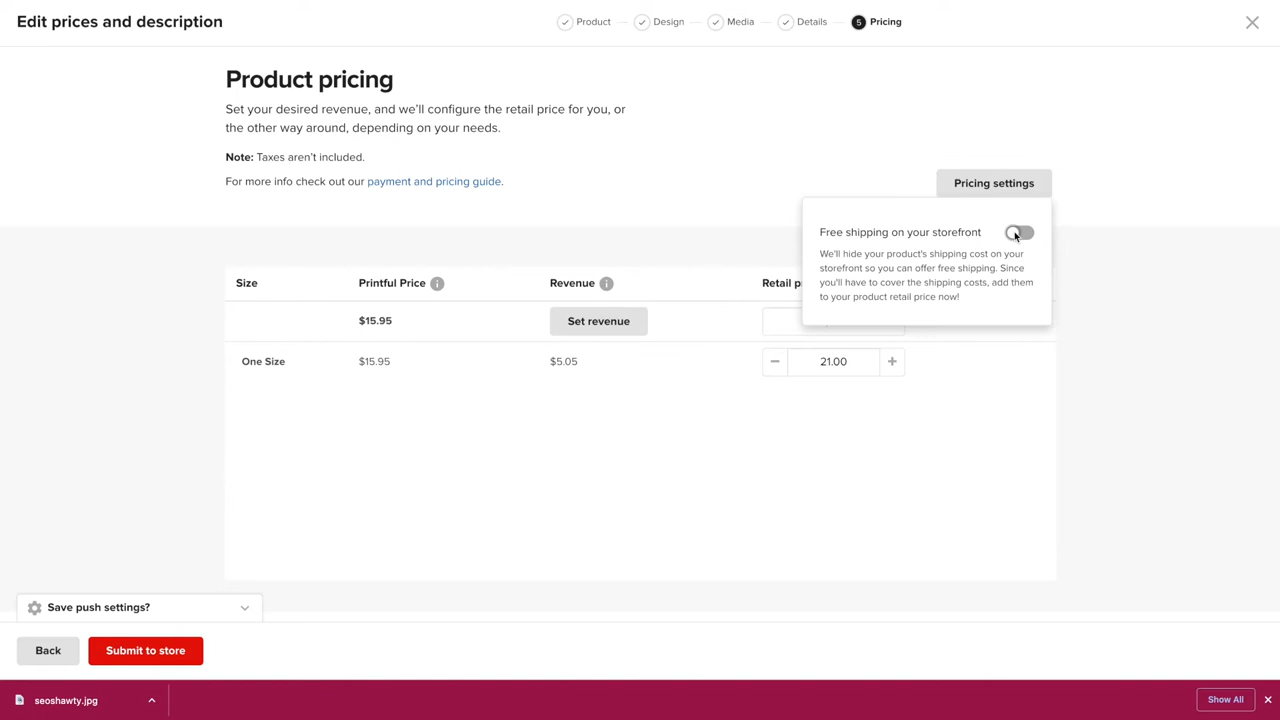 Edit prices and description
Product
Design
Media
Details
5 Pricing
Product pricing
Set your desired revenue, and we'll configure the retail price for you, or
the other way around, depending on your needs.
Note: Taxes aren't included.
For more info check out our payment and pricing guide.
Pricing settings
Free shipping on your storefront
We'll hide your product's shipping cost on your
storefront so you can offer free shipping. Since
you'll have to cover the shipping costs, add them
to your product retail price now!
Size Printful Price Revenue Retail p
$15.95 Set revenue
One Size $15.95 $5.05 21.00
Save push settings?
Back Submit to store
seoshawty.jpg Show All